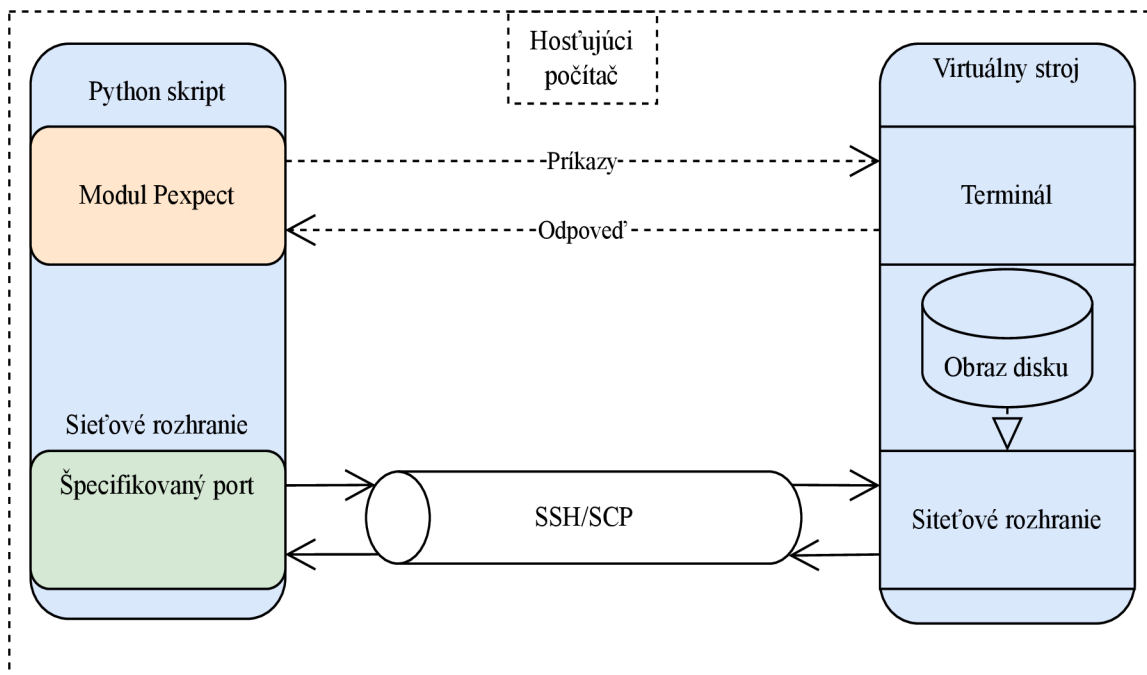 Hosťujúci
počítač
Python skript
Modul Pexpect
Príkazy
Odpoveď
Virtuálny stroj
Terminál
Obraz disku
Sieťové rozhranie
Špecifikovaný port
SSH/SCP
Siteťové rozhranie